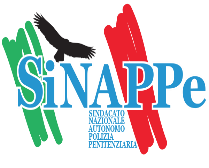 SiNAPPe
SINDACATO
NAZIONALE
AUTONOMO
POLIZIA
PENITENZIARIA